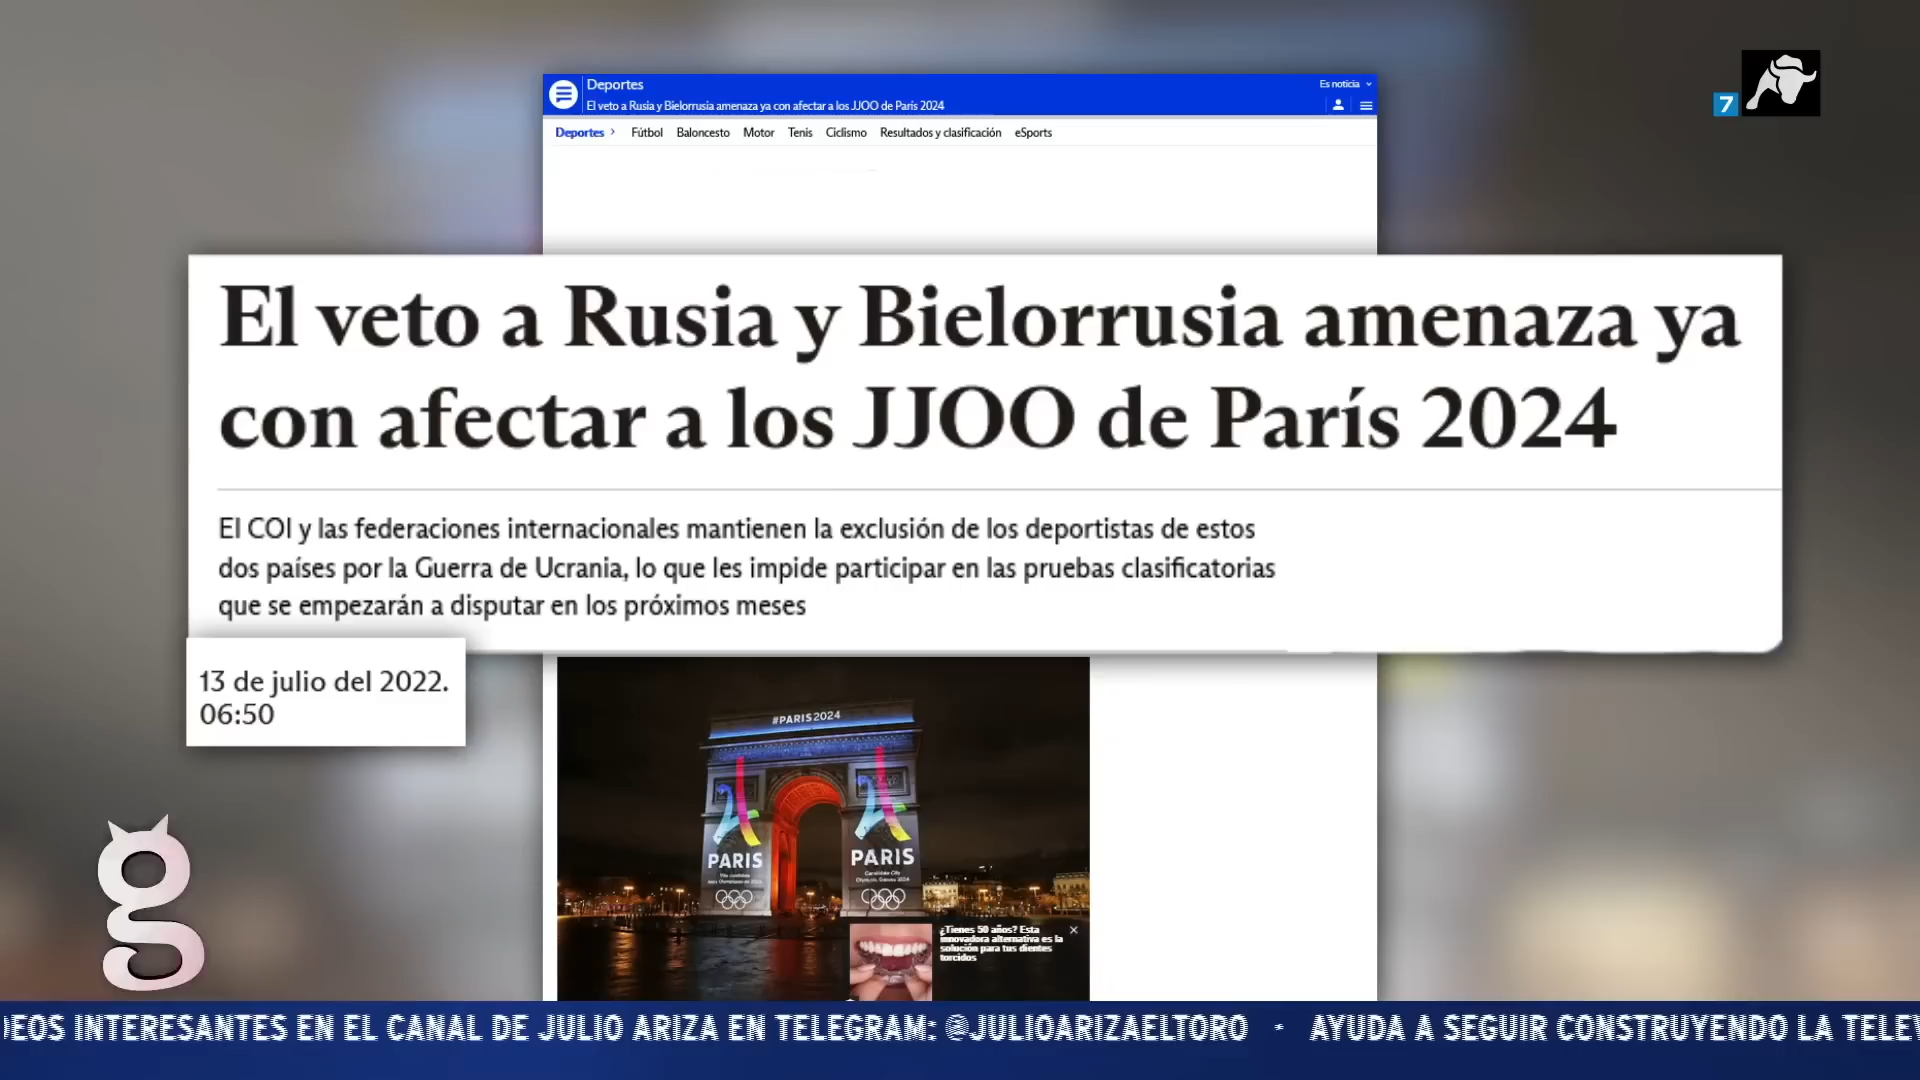 Deportes
Es noticia
El veto a Rusia y Bielorrusia amenaza ya con afectar a los JJOO de París 2024
Deportes > Fútbol Baloncesto Motor Tenis Ciclismo Resultados y clasificación eSports
7
El veto a Rusia y Bielorrusia amenaza ya
con afectar a los JJOO de París 2024
El COI y las federaciones internacionales mantienen la exclusión de los deportistas de estos
dos países por la Guerra de Ucrania, lo que les impide participar en las pruebas clasificatorias
que se empezarán a disputar en los próximos meses
13 de julio del 2022.
06:50
#PARIS2024
PARIS
PARIS
Candidate City
¿Tienes 50 años? Esta
innovadora alternativa es la
solución para tus dientes
torcidos
g
DEOS INTERESANTES EN EL CANAL DE JULIO ARIZA EN TELEGRAM: @JULIOARIZAELTORO - AYUDA A SEGUIR CONSTRUYENDO LA TELEV